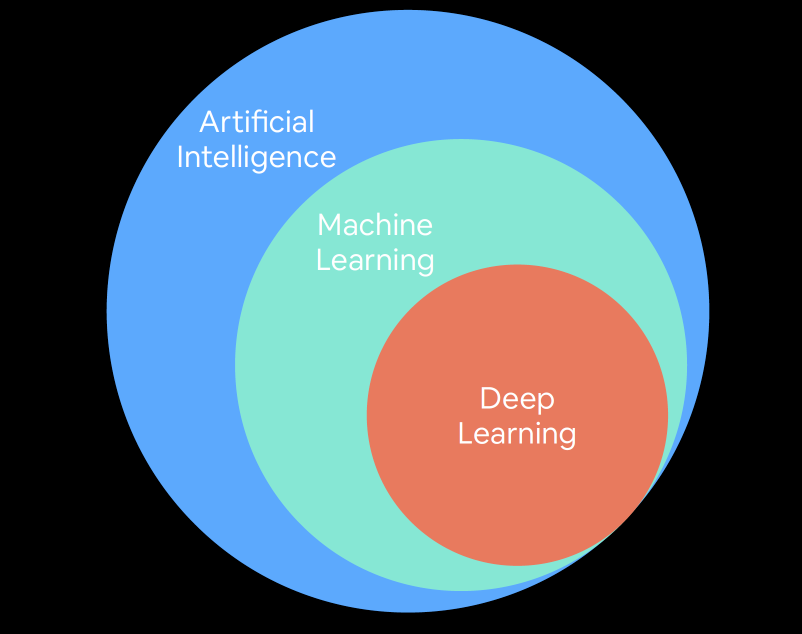 Artificial
Intelligence
Machine
Learning
Deep
Learning